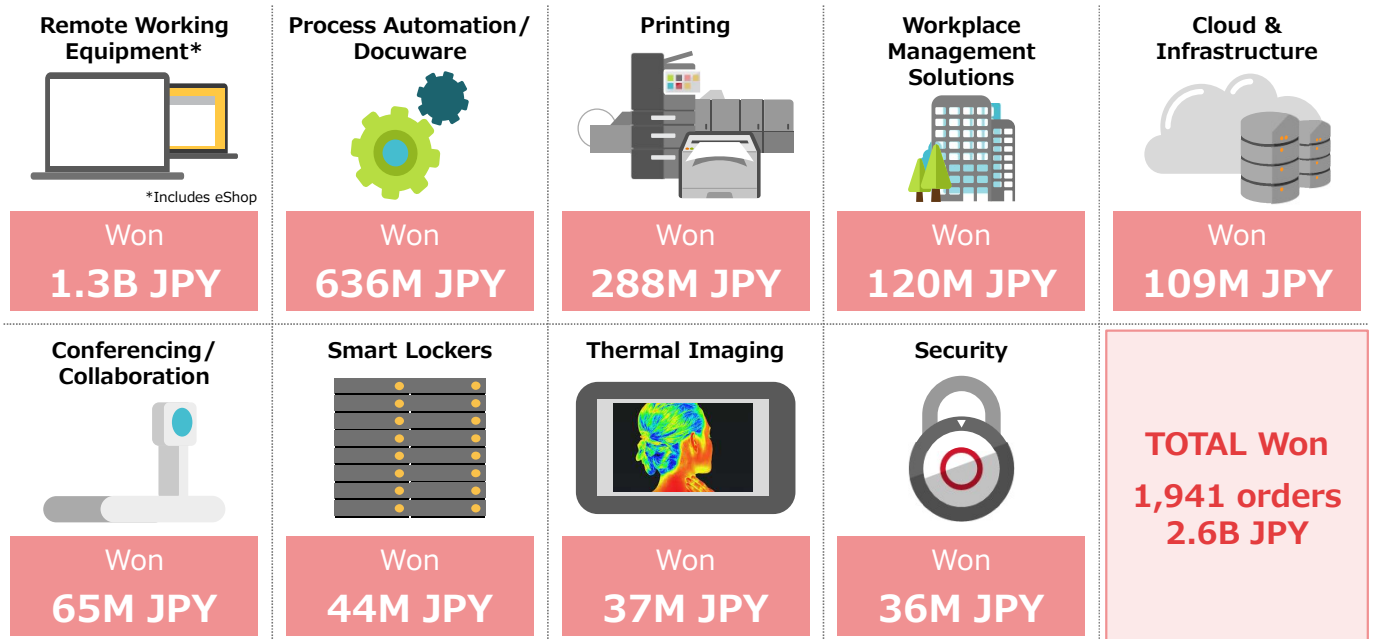 Remote Working
Equipment*
*Includes eShop
Won
1.3B JPY
Process Automation/
Docuware
Won
636M JPY
Printing
Won
288M JPY
Workplace
Management
Solutions
Won
120M JPY
Cloud &
Infrastructure
Won
109M JPY
Conferencing/
Collaboration
Won
65M JPY
Smart Lockers
Won
44M JPY
Thermal Imaging
Won
37M JPY
Security
Won
36M JPY
TOTAL Won
1,941 orders
2.6B JPY